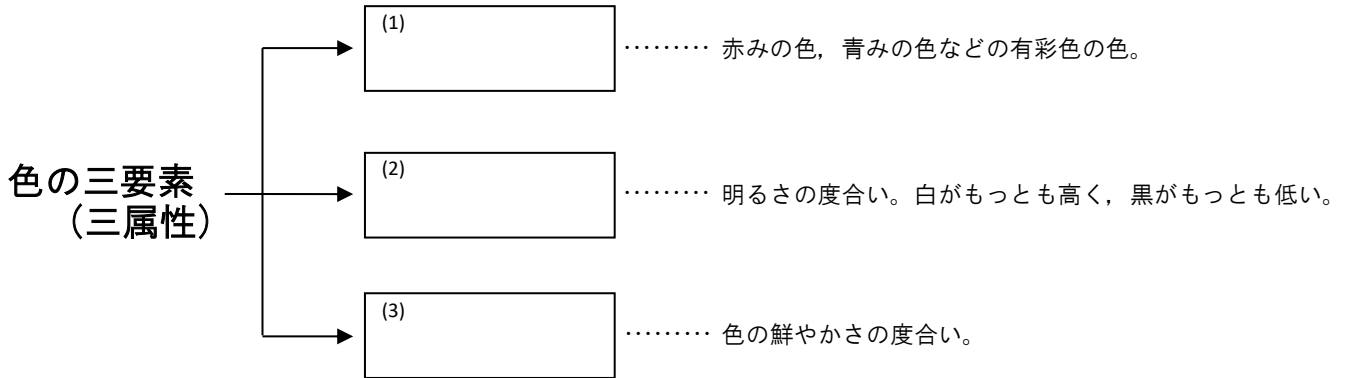 (1)
……… 赤みの色，青みの色などの有彩色の色。
色の三要素
（三属性）
(2)
……… 明るさの度合い。白がもっとも高く，黒がもっとも低い。
(3)
……… 色の鮮やかさの度合い。